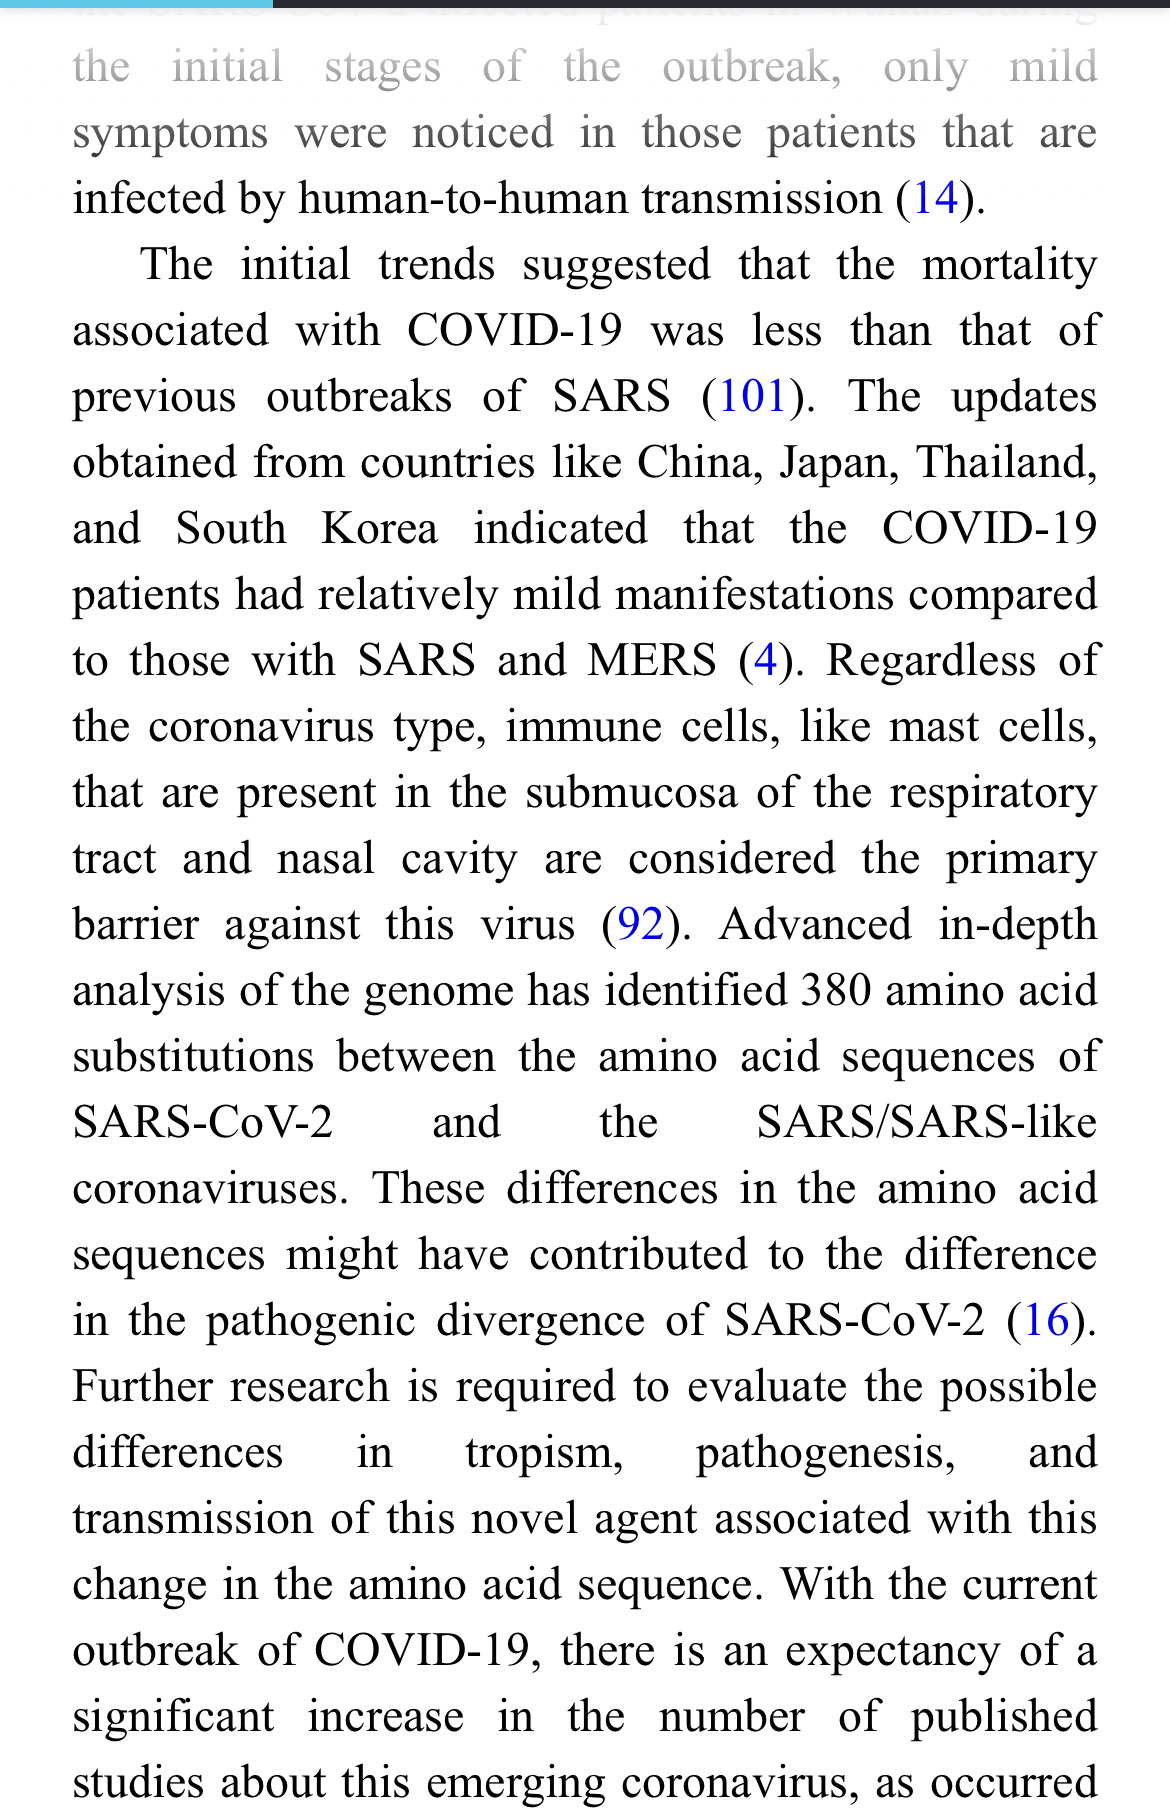 the initial stages of the outbreak, only mild
symptoms were noticed in those patients that are
infected by human-to-human transmission (14).
The initial trends suggested that the mortality
associated with COVID-19 was less than that of
previous outbreaks of SARS (101). The updates
obtained from countries like China, Japan, Thailand,
and South Korea indicated that the COVID-19
patients had relatively mild manifestations compared
to those with SARS and MERS (4). Regardless of
the coronavirus type, immune cells, like mast cells,
that are present in the submucosa of the respiratory
tract and nasal cavity are considered the primary
barrier against this virus (92). Advanced in-depth
analysis of the genome has identified 380 amino acid
substitutions between the amino acid sequences of
SARS-CoV-2 and the SARS/SARS-like
coronaviruses. These differences in the amino acid
sequences might have contributed to the difference
in the pathogenic divergence of SARS-CoV-2 (16).
Further research is required to evaluate the possible
differences in tropism, pathogenesis, and
transmission of this novel agent associated with this
change in the amino acid sequence. With the current
outbreak of COVID-19, there is an expectancy of a
significant increase in the number of published
studies about this emerging coronavirus, as occurred